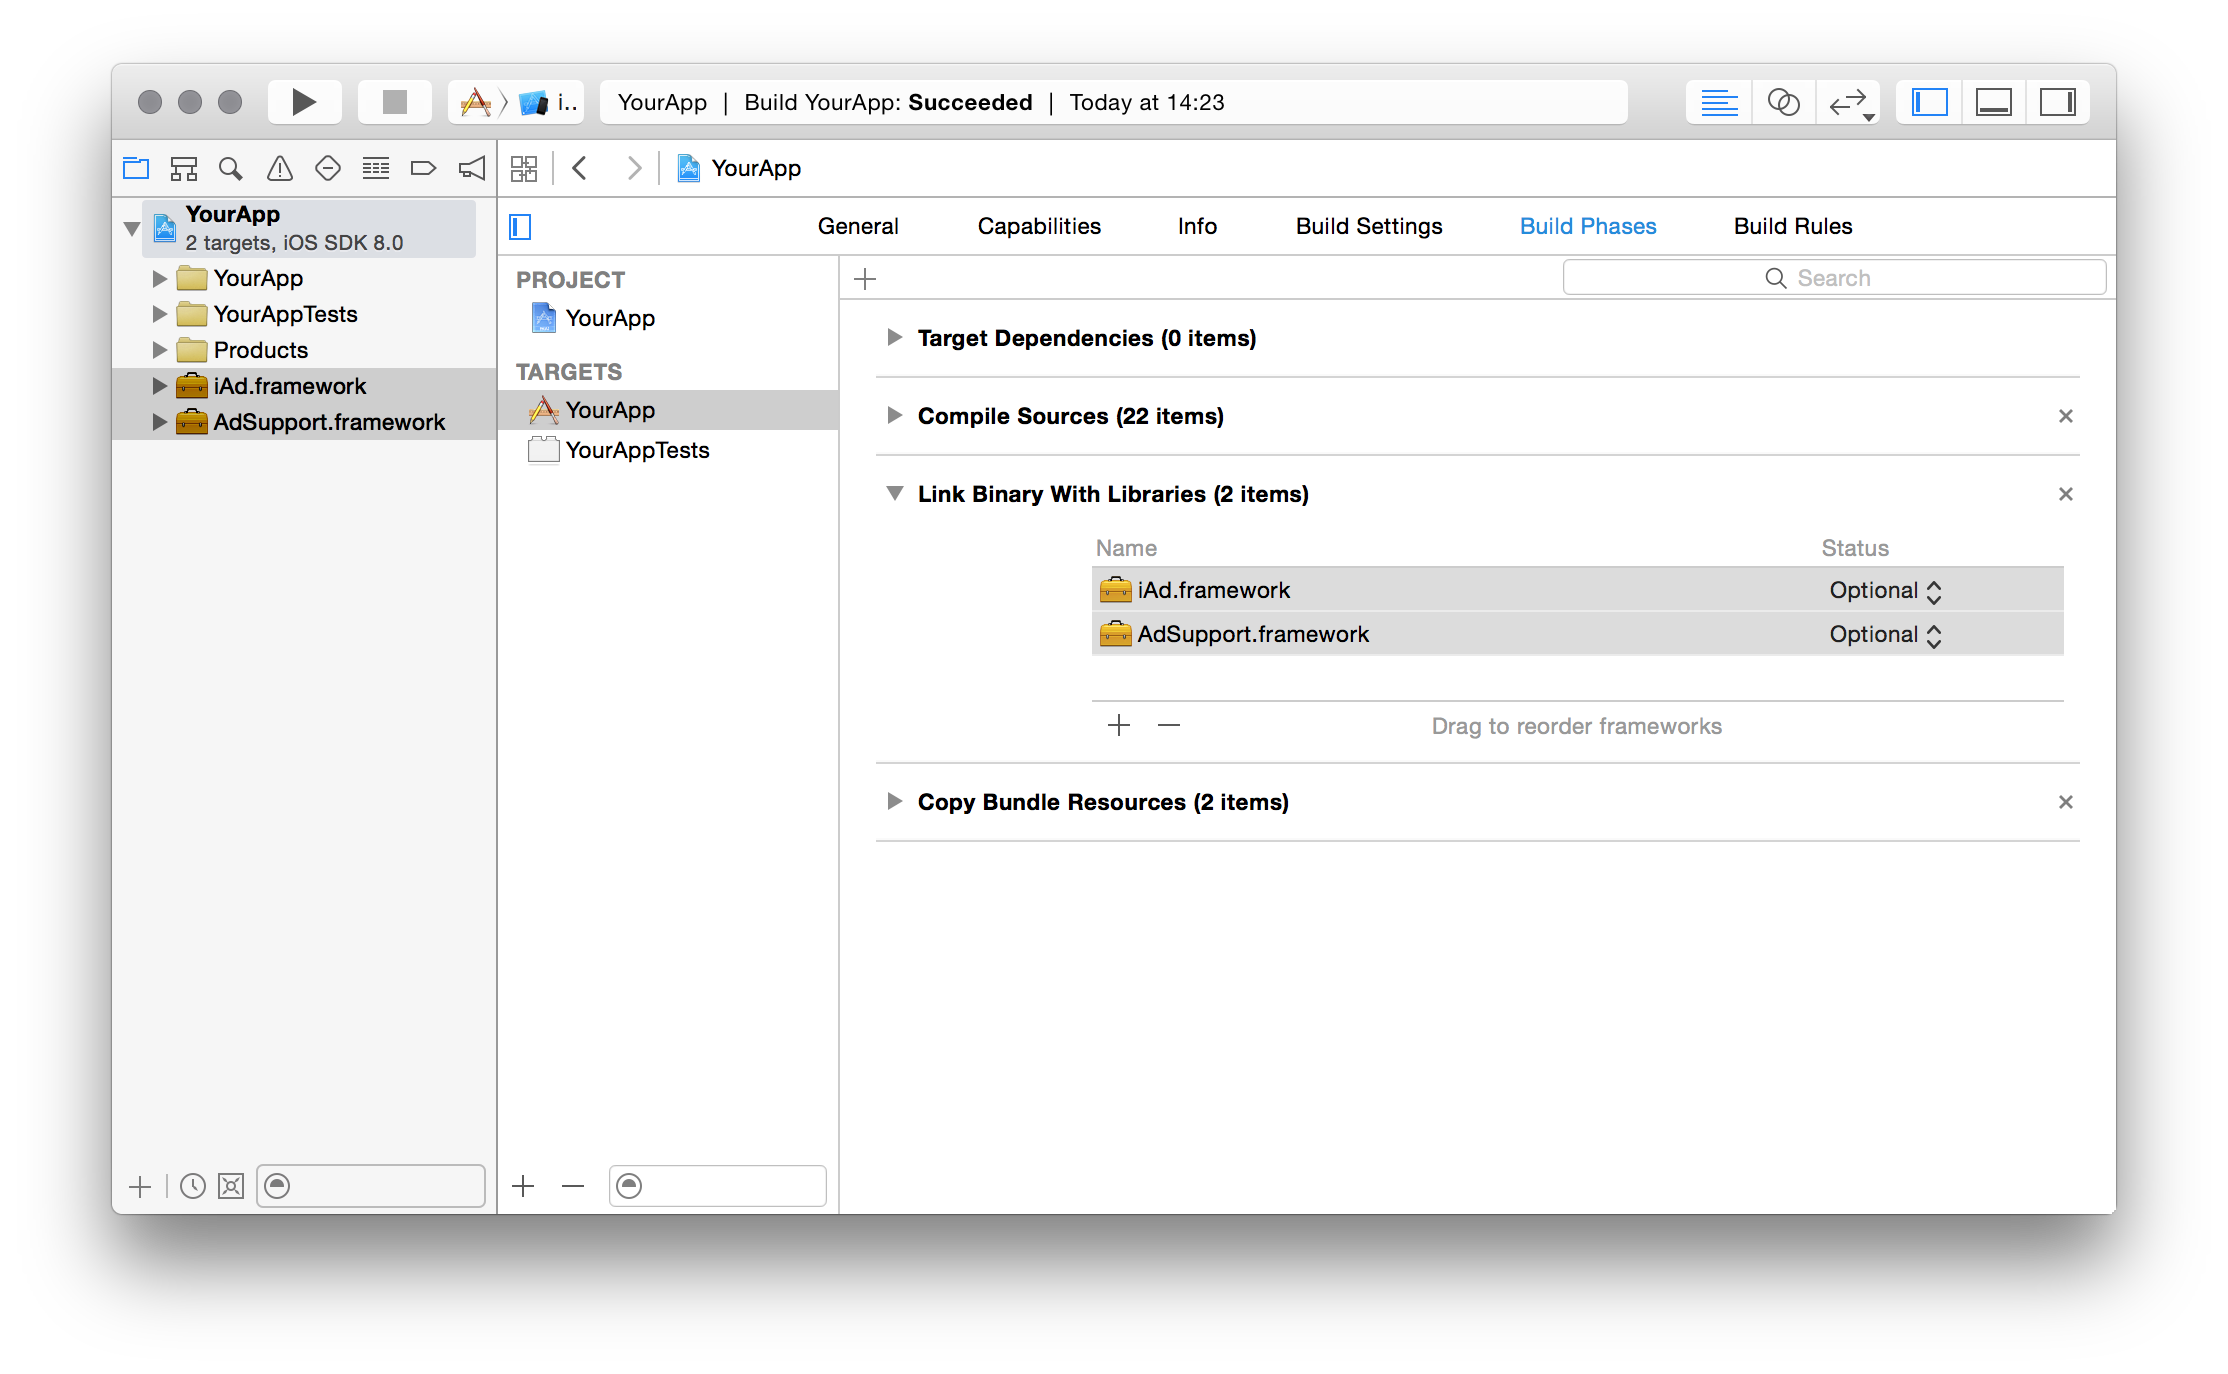 i..
YourApp | Build YourApp: Succeeded | Today at 14:23
YourApp
YourApp
2 targets, iOS SDK 8.0
YourApp
YourAppTests
Products
iAd.framework
AdSupport.framework
General Capabilities Info Build Settings Build Phases Build Rules
PROJECT
YourApp
TARGETS
YourApp
YourAppTests
Search
Target Dependencies (0 items)
Compile Sources (22 items)
Link Binary With Libraries (2 items)
Name Status
iAd.framework Optional
AdSupport.framework Optional
Drag to reorder frameworks
Copy Bundle Resources (2 items)